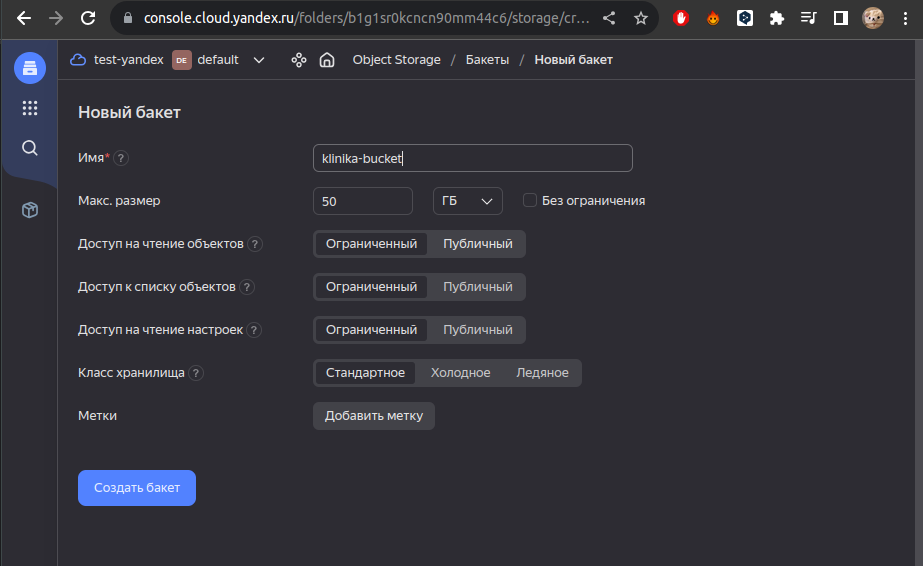 console.cloud.yandex.ru/folders/b1g1sr0kcncn90mm44c6/storage/cr...
test-yandex DE default Object Storage / Бакеты / Новый бакет
Новый бакет
Имя* ? klinika-bucket
Макс. размер 50 ГБ Без ограничения
Доступ на чтение объектов ? Ограниченный Публичный
Доступ к списку объектов ? Ограниченный Публичный
Доступ на чтение настроек ? Ограниченный Публичный
Класс хранилища ? Стандартное Холодное Ледяное
Метки Добавить метку
Создать бакет